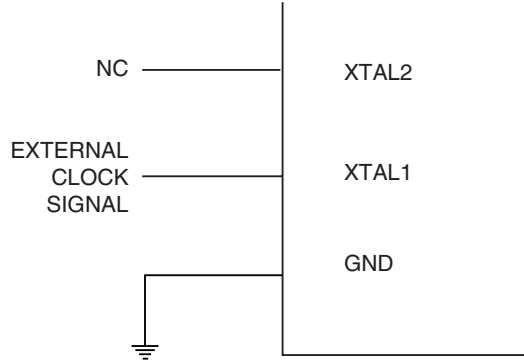 NC
XTAL2
EXTERNAL
CLOCK
SIGNAL
XTAL1
GND